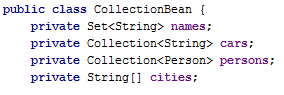 public class CollectionBean {
    private Set<String> names;
    private Collection<String> cars;
    private Collection<Person> persons;
    private String[] cities;